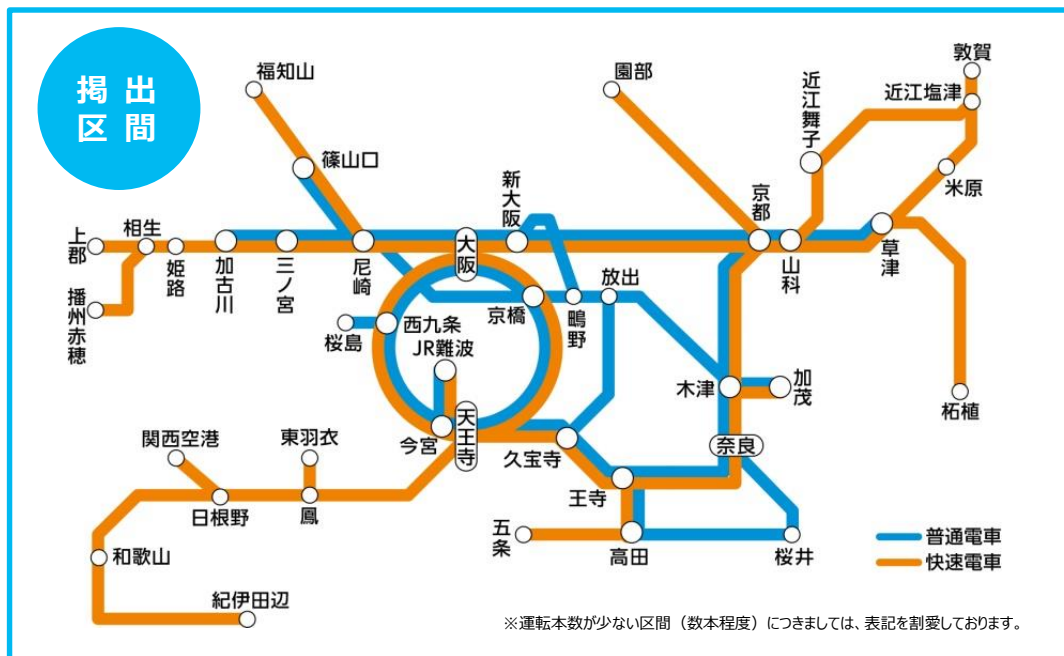 掲出
区間
福知山
園部
敦賀
近江塩津
近江舞子
篠山口
新大阪
京都
米原
上郡
相生
姫路
加古川
三ノ宮
尼崎
大阪
山科
草津
播州赤穂
桜島
西九条
京橋
鴫野
放出
JR難波
木津
加茂
柘植
今宮
天王寺
久宝寺
奈良
関西空港
東羽衣
王寺
日根野
鳳
五条
高田
桜井
普通電車
快速電車
和歌山
紀伊田辺
※運転本数が少ない区間（数本程度）につきましては、表記を割愛しております。